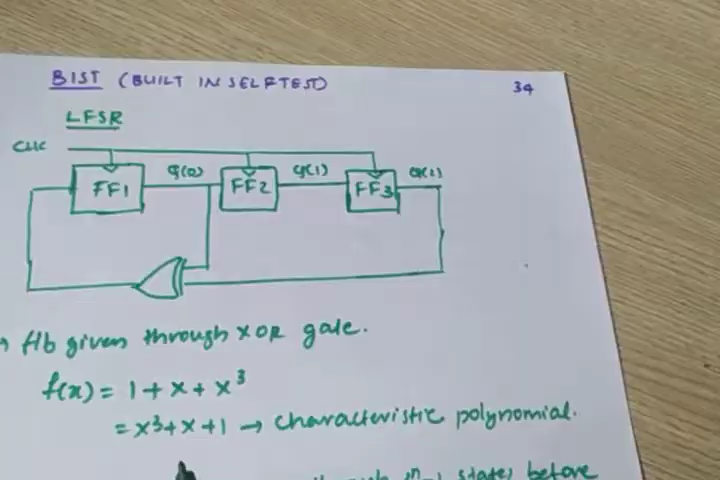 BIST (BUILT IN SELFTEST)
34
LFSR
CLK
FF1
q(0)
FF2
q(1)
FF3
q(2)
f/b given through XOR gate.
f(x) = 1 + x + x³
= x³ + x + 1 → characteristic polynomial.
states before